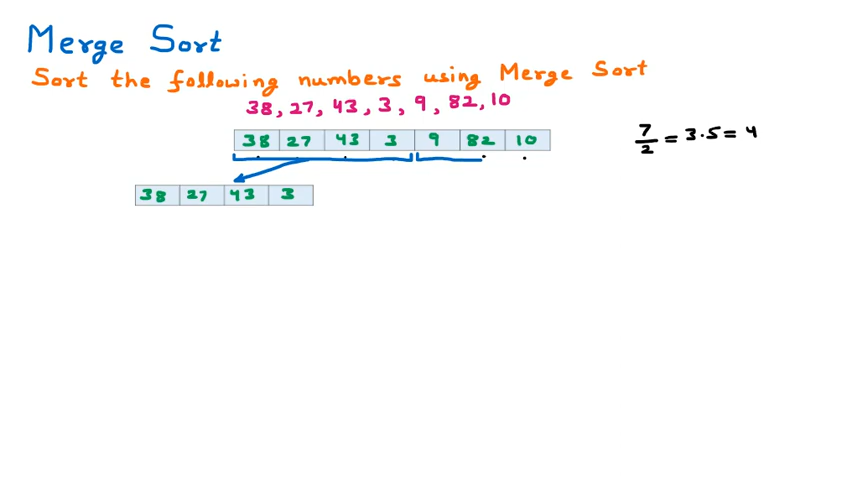 Merge Sort
Sort the following numbers using Merge Sort
38, 27, 43, 3, 9, 82, 10
38 27 43 3 9 82 10
7/2 = 3.5 = 4
38 27 43 3